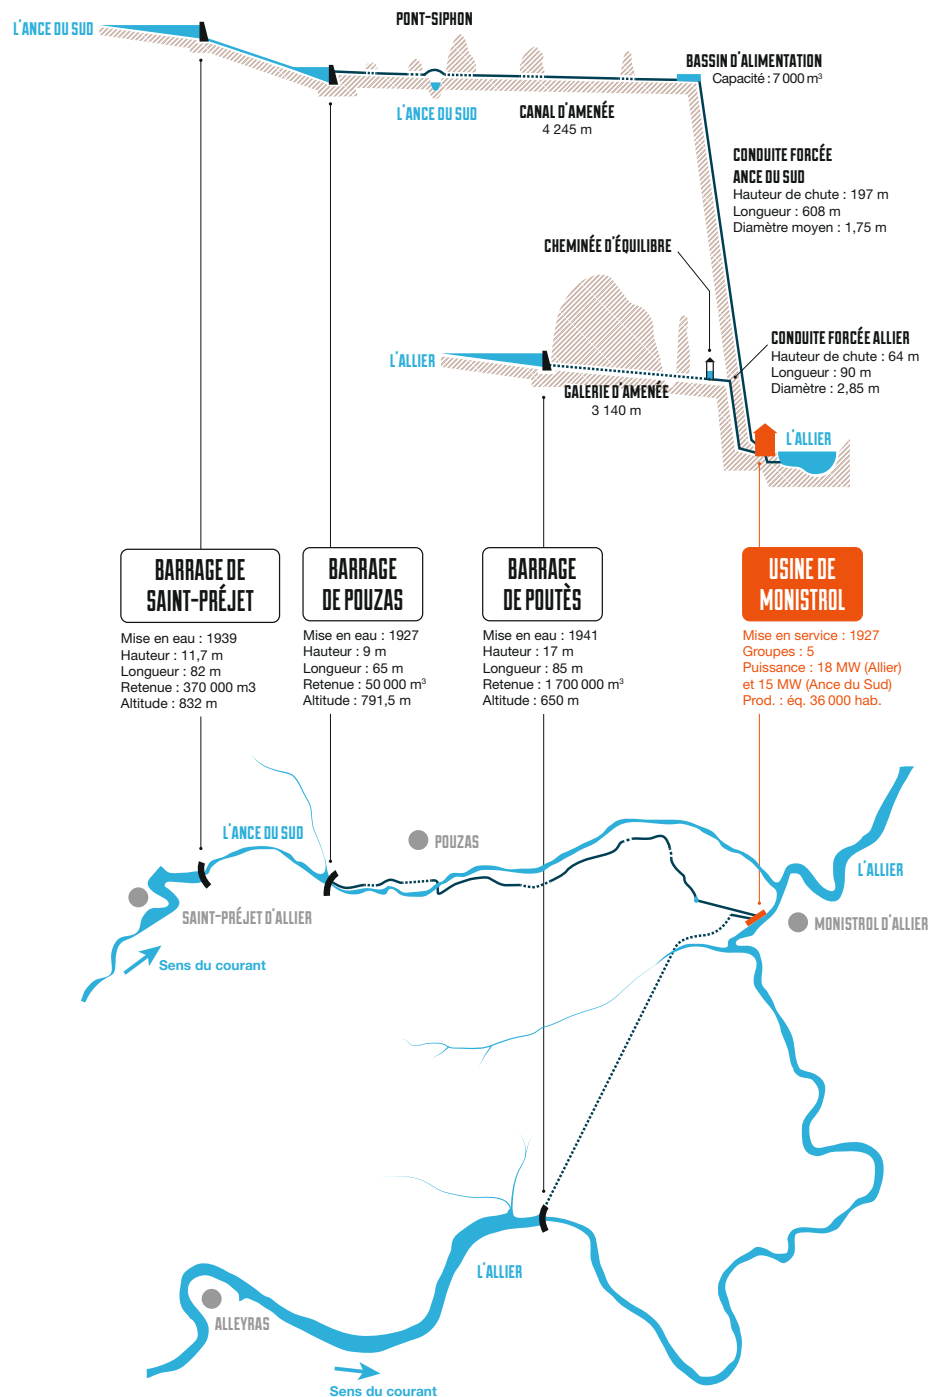 L'ANCE DU SUD
PONT-SIPHON
BASSIN D'ALIMENTATION
Capacité : 7 000 m³
L'ANCE DU SUD
CANAL D'AMENÉE
4 245 m
CONDUITE FORCÉE
ANCE DU SUD
Hauteur de chute : 197 m
Longueur : 608 m
Diamètre moyen : 1,75 m
CHEMINÉE D'ÉQUILIBRE
L'ALLIER
CONDUITE FORCÉE ALLIER
Hauteur de chute : 64 m
Longueur : 90 m
Diamètre : 2,85 m
GALERIE D'AMENÉE
3 140 m
L'ALLIER
BARRAGE DE
SAINT-PRÉJET
Mise en eau : 1939
Hauteur : 11,7 m
Longueur : 82 m
Retenue : 370 000 m3
Altitude : 832 m
BARRAGE
DE POUZAS
Mise en eau : 1927
Hauteur : 9 m
Longueur : 65 m
Retenue : 50 000 m³
Altitude : 791,5 m
BARRAGE
DE POUTÈS
Mise en eau : 1941
Hauteur : 17 m
Longueur : 85 m
Retenue : 1 700 000 m³
Altitude : 650 m
USINE DE
MONISTROL
Mise en service : 1927
Groupes : 5
Puissance : 18 MW (Allier)
et 15 MW (Ance du Sud)
Prod. : éq. 36 000 hab.
L'ANCE DU SUD
POUZAS
L'ALLIER
SAINT-PRÉJET D'ALLIER
MONISTROL D'ALLIER
Sens du courant
L'ALLIER
ALLEYRAS
Sens du courant